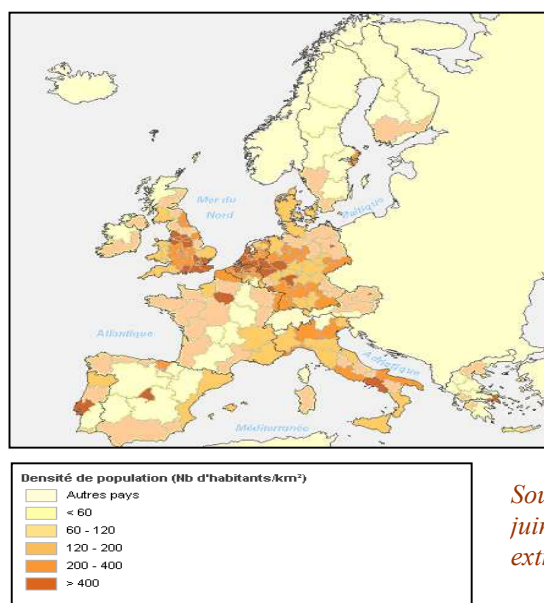 Mer du
Nord
Baltique
Atlantique
Adriatique
Méditerranée
Densité de population (Nb d'habitants/km²)
Autres pays
< 60
60 - 120
120 - 200
200 - 400
> 400
Sou
juin
extr